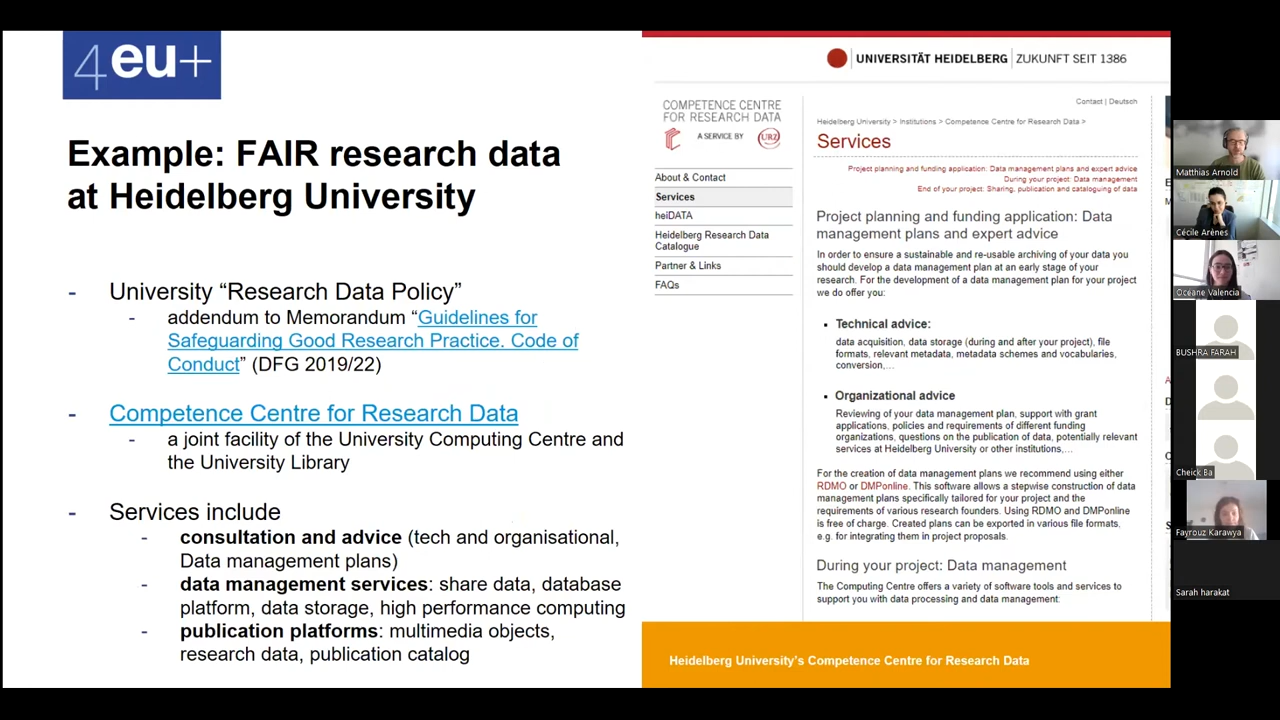 4eu+
Example: FAIR research data
at Heidelberg University
- University “Research Data Policy”
- addendum to Memorandum “Guidelines for
Safeguarding Good Research Practice. Code of
Conduct” (DFG 2019/22)
- Competence Centre for Research Data
- a joint facility of the University Computing Centre and
the University Library
- Services include
- consultation and advice (tech and organisational,
Data management plans)
- data management services: share data, database
platform, data storage, high performance computing
- publication platforms: multimedia objects,
research data, publication catalog
UNIVERSITÄT HEIDELBERG ZUKUNFT SEIT 1386
COMPETENCE CENTRE
FOR RESEARCH DATA
A SERVICE BY URZ
About & Contact
Services
heiDATA
Heidelberg Research Data
Catalogue
Partner & Links
FAQs
Contact | Deutsch
Heidelberg University > Institutions > Competence Centre for Research Data >
Services
Project planning and funding application: Data management plans and expert advice
During your project: Data management
End of your project: Sharing, publication and cataloguing of data
Project planning and funding application: Data
management plans and expert advice
In order to ensure a sustainable and re-usable archiving of your data you
should develop a data management plan at an early stage of your
research. For the development of a data management plan for your project
we do offer you:
• Technical advice:
data acquisition, data storage (during and after your project), file
formats, relevant metadata, metadata schemes and vocabularies,
conversion,...
• Organizational advice
Reviewing of your data management plan, support with grant
applications, policies and requirements of different funding
organizations, questions on the publication of data, potentially relevant
services at Heidelberg University or other institutions,...
For the creation of data management plans we recommend using either
RDMO or DMPonline. This software allows a stepwise construction of data
management plans specifically tailored for your project and the
requirements of various research founders. Using RDMO and DMPonline
is free of charge. Created plans can be exported in various file formats,
e.g. for integrating them in project proposals.
During your project: Data management
The Computing Centre offers a variety of software tools and services to
support you with data processing and data management:
Heidelberg University's Competence Centre for Research Data
Matthias Arnold
Cécile Arènes
Océane Valencia
BUSHRA FARAH
Cheick Ba
Fayrouz Karawya
Sarah harakat